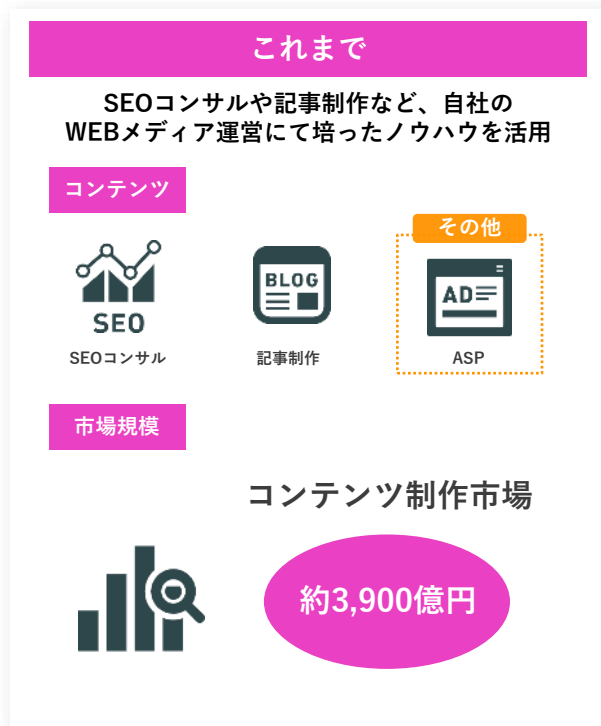 これまで
SEOコンサルや記事制作など、自社の
WEBメディア運営にて培ったノウハウを活用
コンテンツ
その他
SEO
BLOG
AD
SEOコンサル
記事制作
ASP
市場規模
コンテンツ制作市場
約3,900億円